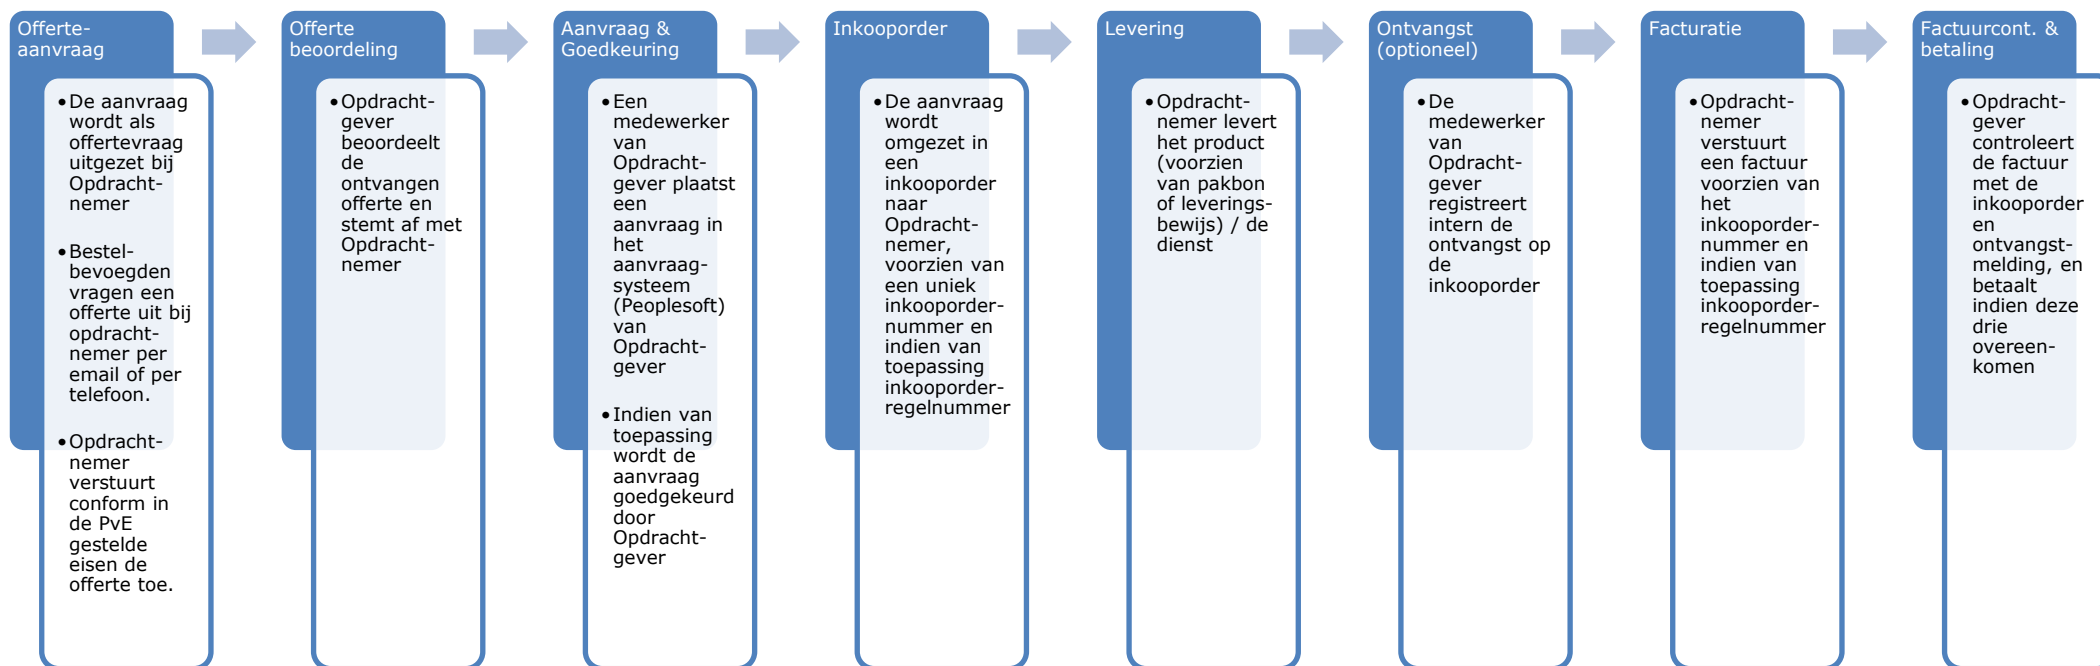 Offerte-
aanvraag
• De aanvraag
wordt als
offertevraag
uitgezet bij
Opdracht-
nemer
• Bestel-
bevoegden
vragen een
offerte uit bij
opdracht-
nemer per
email of per
telefoon.
• Opdracht-
nemer
verstuurt
conform in
de PvE
gestelde
eisen de
offerte toe.
Offerte
beoordeling
• Opdracht-
gever
beoordeelt
de
ontvangen
offerte en
stemt af met
Opdracht-
nemer
Aanvraag &
Goedkeuring
• Een
medewerker
van
Opdracht-
gever plaatst
een
aanvraag in
het
aanvraag-
systeem
(Peoplesoft)
van
Opdracht-
gever
• Indien van
toepassing
wordt de
aanvraag
goedgekeurd
door
Opdracht-
gever
Inkooporder
• De aanvraag
wordt
omgezet in
een
inkooporder
naar
Opdracht-
nemer,
voorzien van
een uniek
inkooporder-
nummer en
indien van
toepassing
inkooporder-
regelnummer
Levering
• Opdracht-
nemer levert
het product
(voorzien
van pakbon
of leverings-
bewijs) / de
dienst
Ontvangst
(optioneel)
• De
medewerker
van
Opdracht-
gever
registreert
intern de
ontvangst op
de
inkooporder
Facturatie
• Opdracht-
nemer
verstuurt
een factuur
voorzien van
het
inkooporder-
nummer en
indien van
toepassing
inkooporder-
regelnummer
Factuurcont. &
betaling
• Opdracht-
gever
controleert
de factuur
met de
inkooporder
en
ontvangst-
melding, en
betaalt
indien deze
drie
overeen-
komen